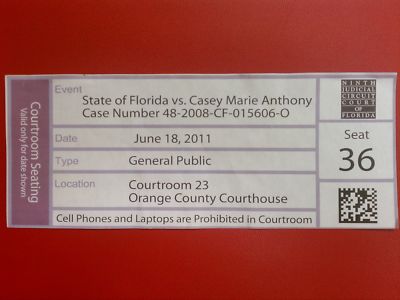 Courtroom Seating
Valid only for date shown
Event
State of Florida vs. Casey Marie Anthony
Case Number 48-2008-CF-015606-O
Date
June 18, 2011
Type
General Public
Location
Courtroom 23
Orange County Courthouse
Cell Phones and Laptops are Prohibited in Courtroom
NINTH
JUDICIAL
CIRCUIT
COURT
OF
FLORIDA
Seat
36